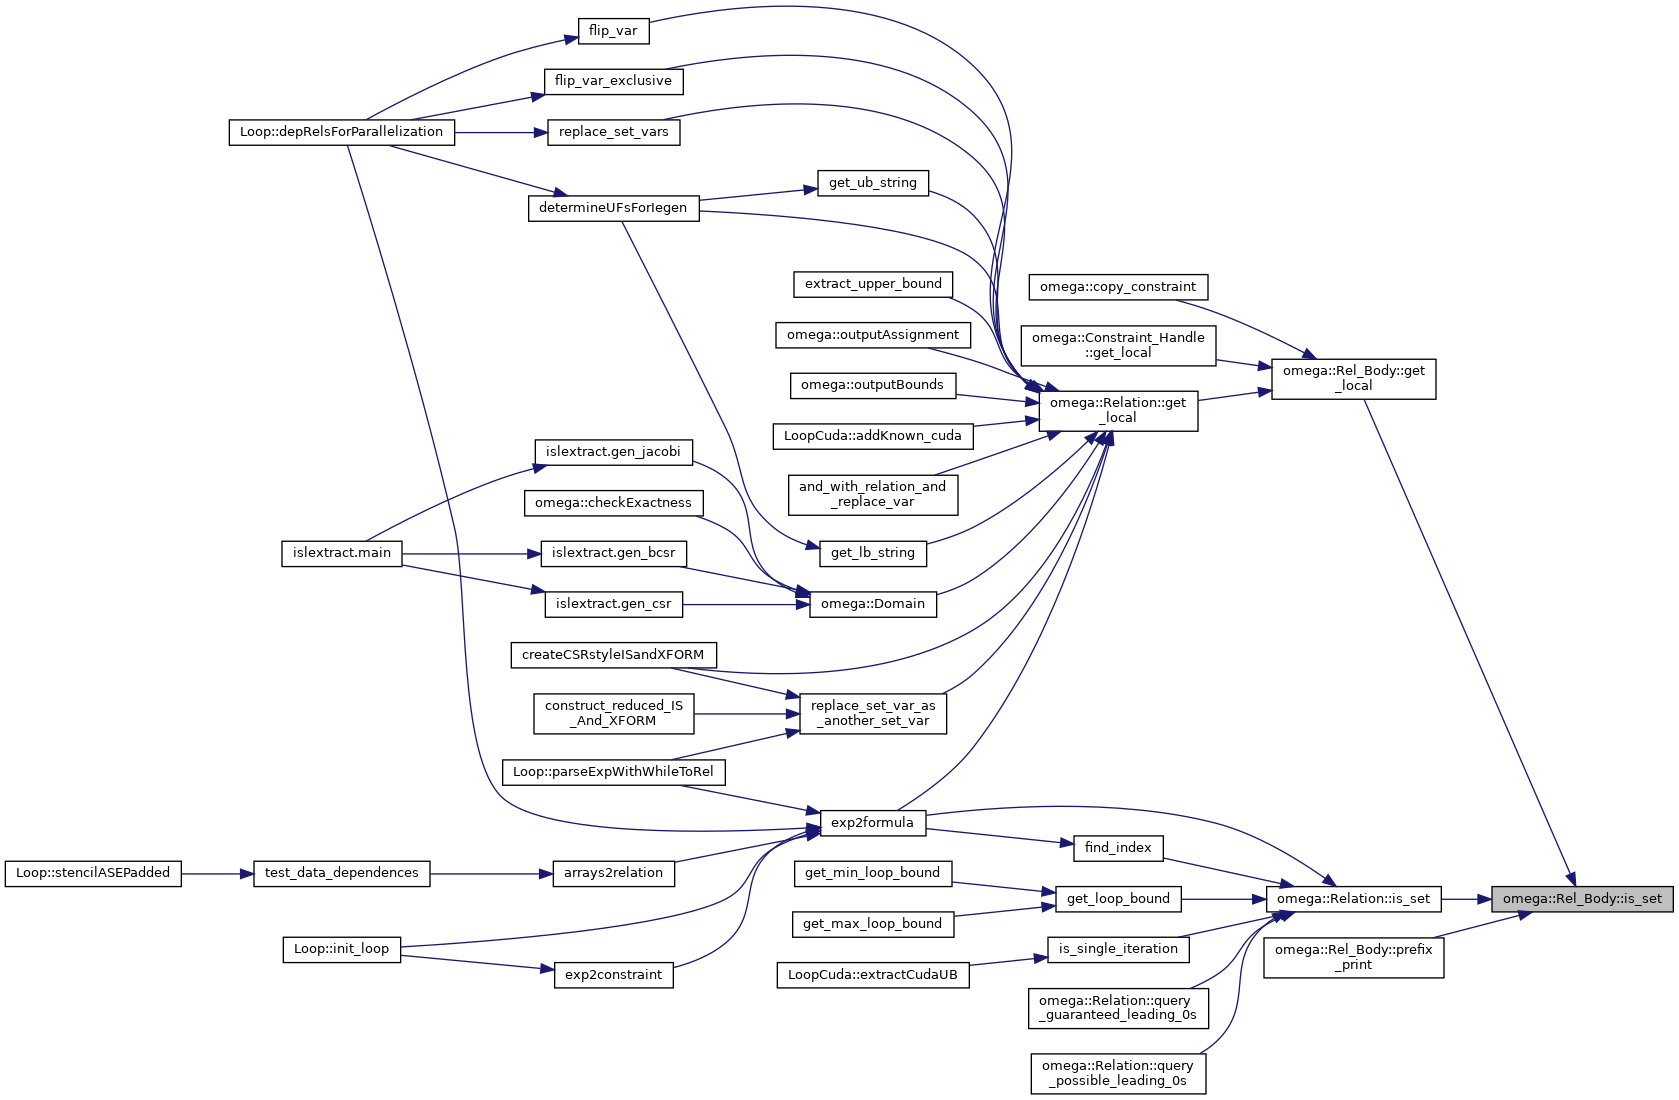 flip_var
flip_var_exclusive
Loop::depRelsForParallelization
replace_set_vars
get_ub_string
determineUFsForIegen
extract_upper_bound
omega::copy_constraint
omega::outputAssignment
omega::Constraint_Handle
::get_local
omega::Rel_Body::get
_local
omega::outputBounds
omega::Relation::get
_local
LoopCuda::addKnown_cuda
islextract.gen_jacobi
and_with_relation_and
_replace_var
omega::checkExactness
islextract.main
islextract.gen_bcsr
get_lb_string
islextract.gen_csr
omega::Domain
createCSRstyleISandXFORM
construct_reduced_IS
_And_XFORM
replace_set_var_as
_another_set_var
Loop::parseExpWithWhileToRel
exp2formula
find_index
Loop::stencilASEPadded
test_data_dependences
arrays2relation
get_min_loop_bound
get_loop_bound
omega::Relation::is_set
omega::Rel_Body::is_set
get_max_loop_bound
Loop::init_loop
is_single_iteration
omega::Rel_Body::prefix
_print
exp2constraint
LoopCuda::extractCudaUB
omega::Relation::query
_guaranteed_leading_0s
omega::Relation::query
_possible_leading_0s